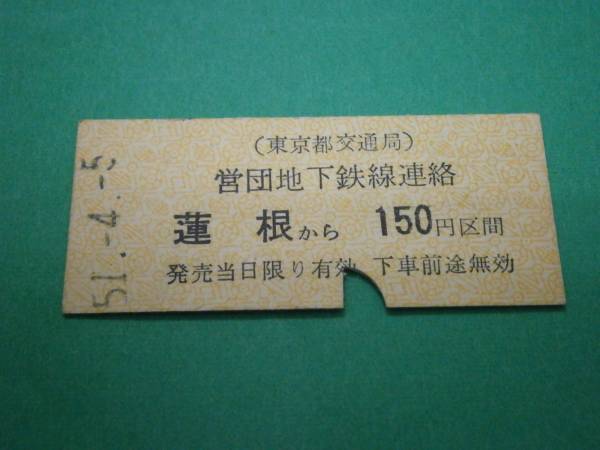 （東京都交通局）
営団地下鉄線連絡
蓮根から 150円区間
発売当日限り有効 下車前途無効
51.-4.-5